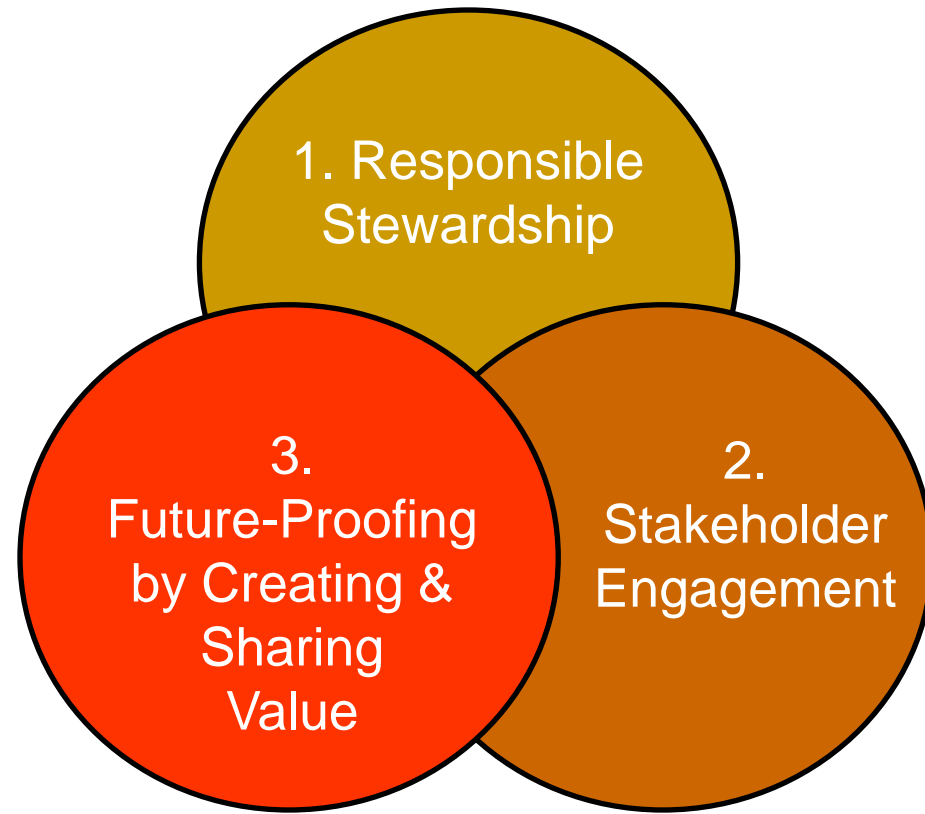 1. Responsible
Stewardship
3.
Future-Proofing
by Creating &
Sharing
Value
2.
Stakeholder
Engagement